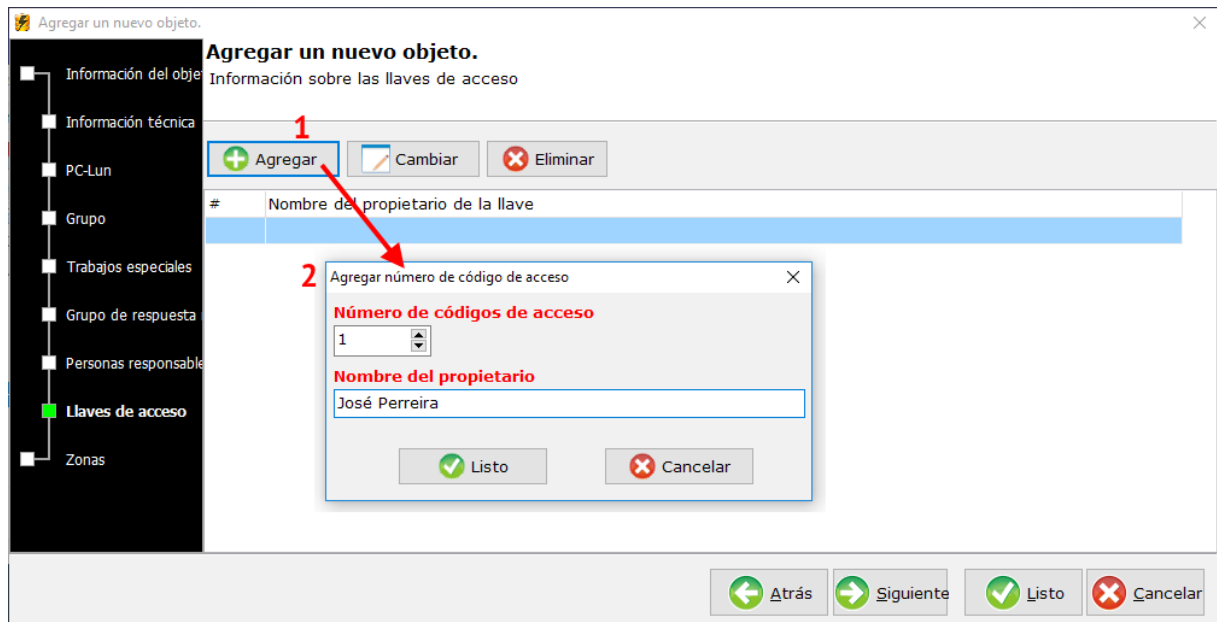 Agregar un nuevo objeto.
Agregar un nuevo objeto.
Información sobre las llaves de acceso
Información del obje
Información técnica
PC-Lun
Grupo
Trabajos especiales
Grupo de respuesta
Personas responsable
Llaves de acceso
Zonas
1
Agregar Cambiar Eliminar
# Nombre del propietario de la llave
2
Agregar número de código de acceso
Número de códigos de acceso
1
Nombre del propietario
José Perreira
Listo Cancelar
Atrás Siguiente Listo Cancelar